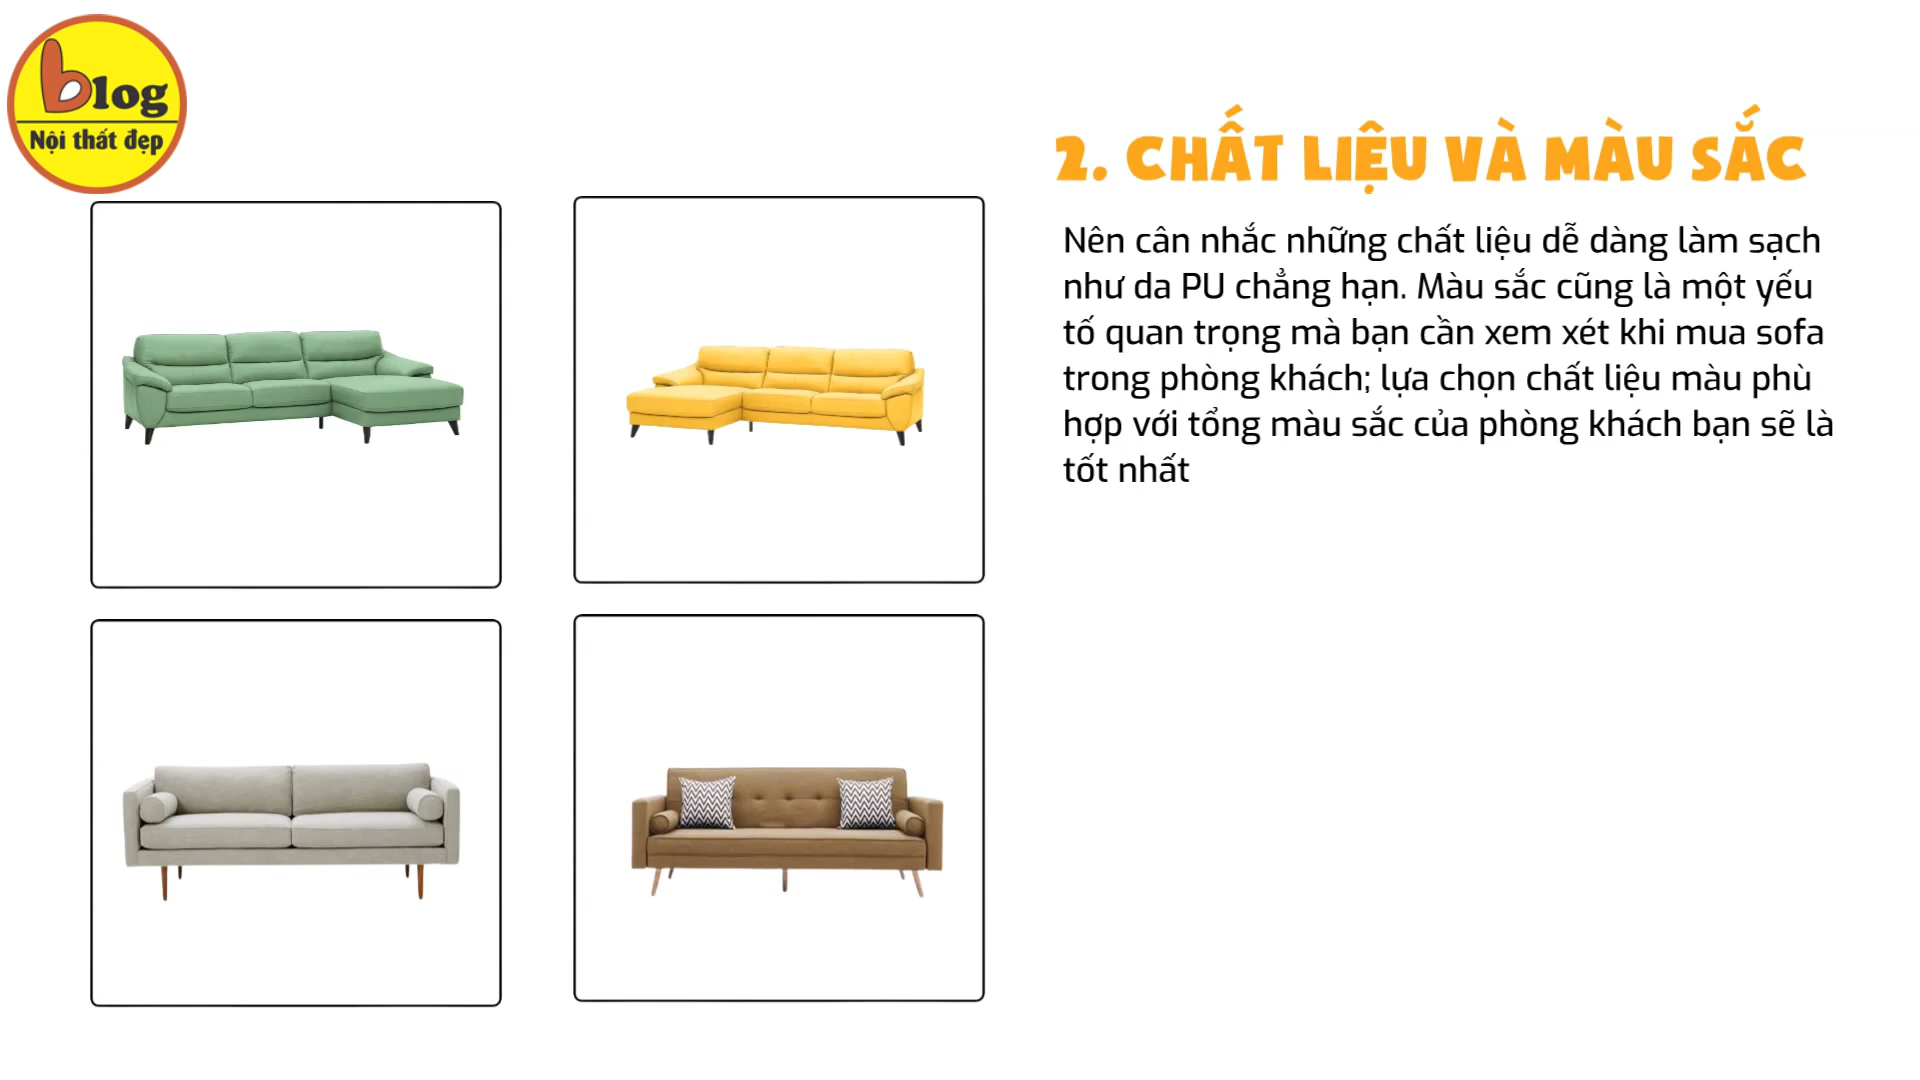 blog
Nội thất đẹp
2. CHẤT LIỆU VÀ MÀU SẮC
Nên cân nhắc những chất liệu dễ dàng làm sạch
như da PU chẳng hạn. Màu sắc cũng là một yếu
tố quan trọng mà bạn cần xem xét khi mua sofa
trong phòng khách; lựa chọn chất liệu màu phù
hợp với tổng màu sắc của phòng khách bạn sẽ là
tốt nhất